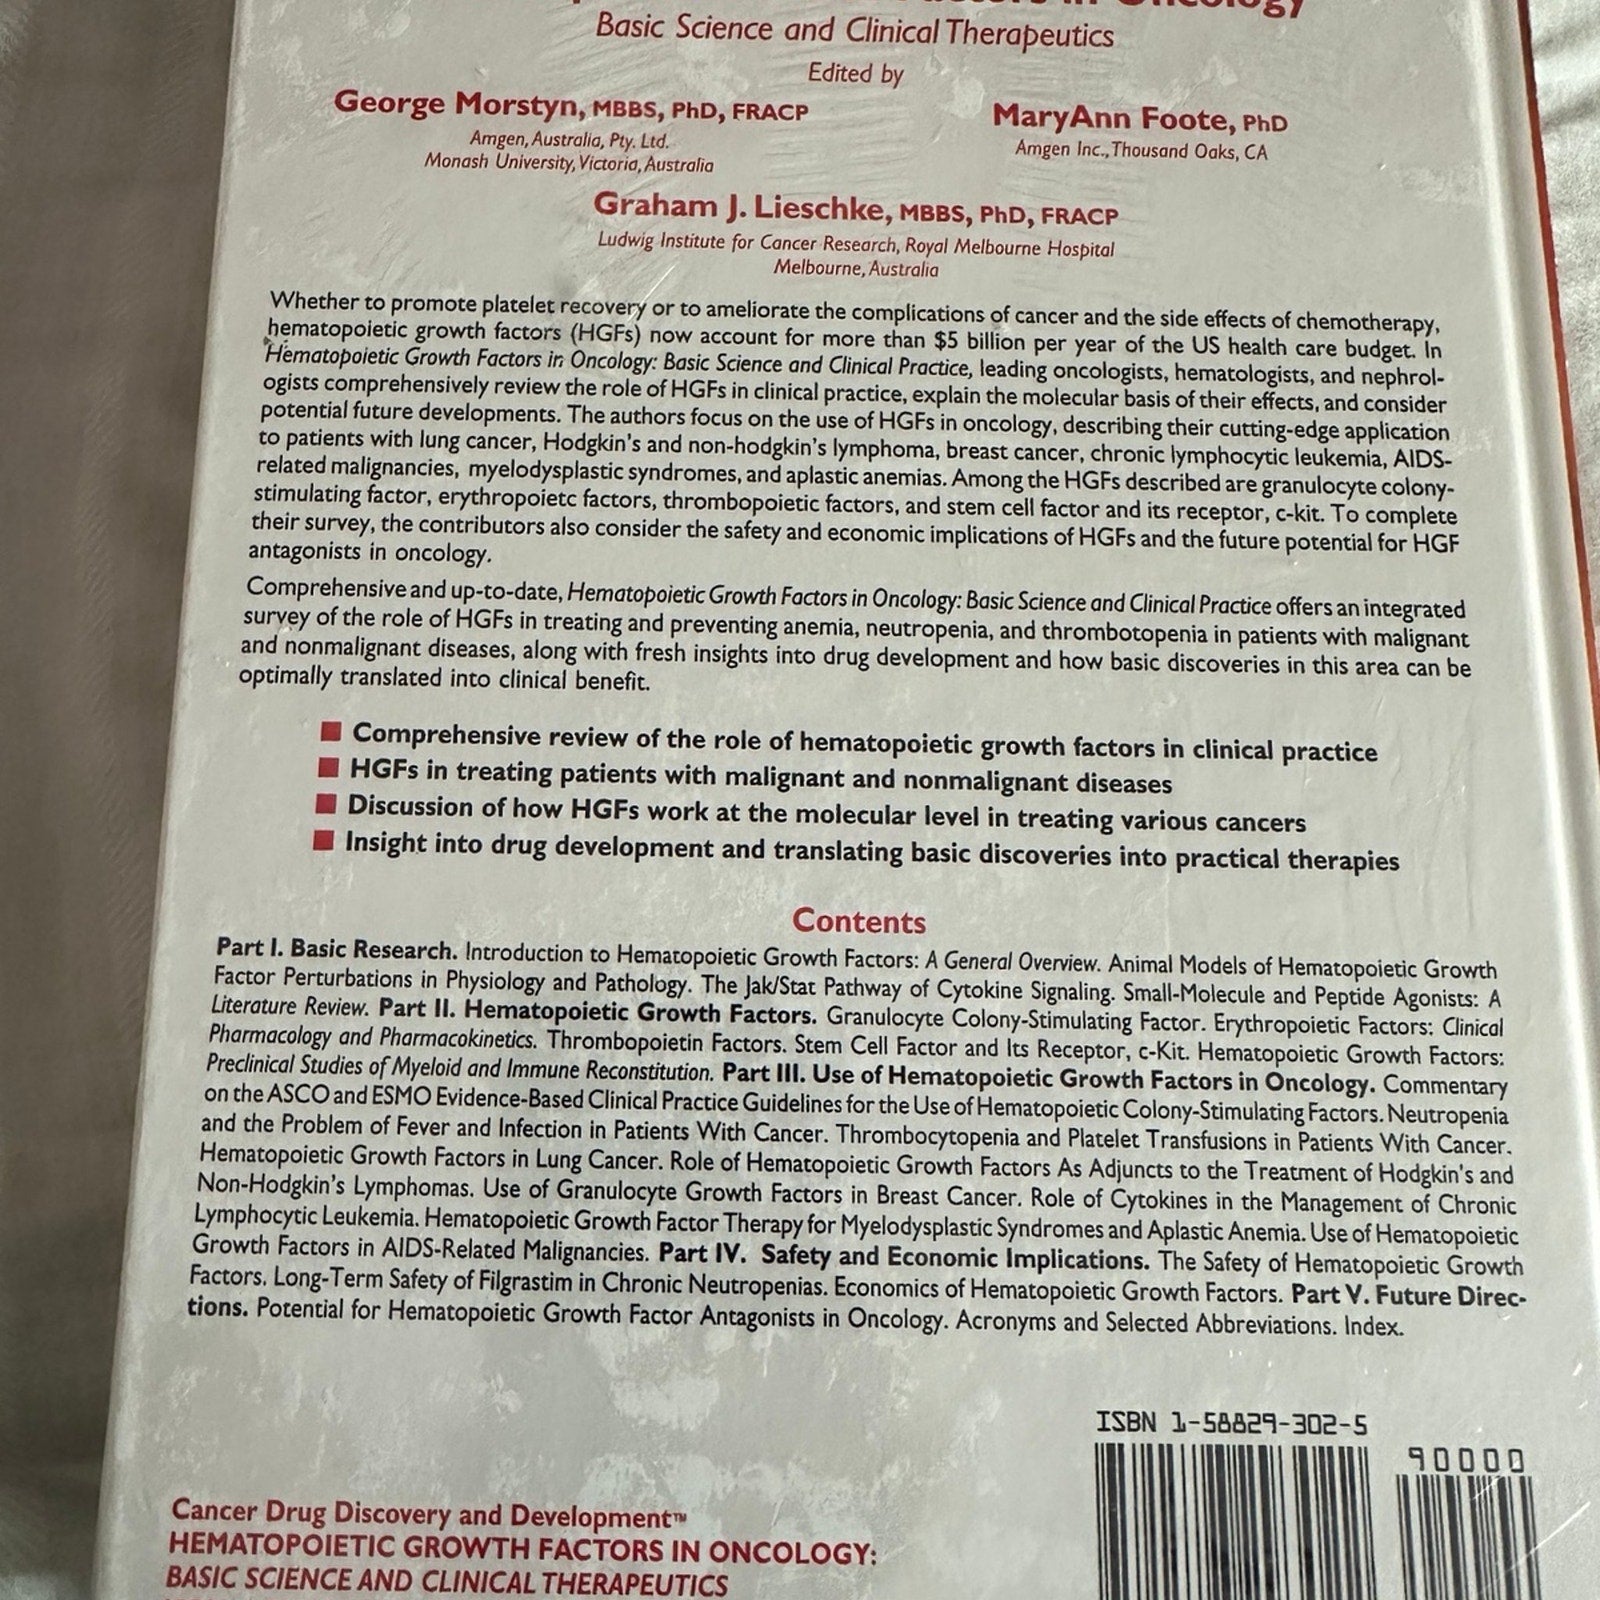 in Oncology
Basic Science and Clinical Therapeutics
Edited by
George Morstyn, MBBS, PhD, FRACP
Amgen, Australia, Pty. Ltd.
Monash University, Victoria, Australia
MaryAnn Foote, PhD
Amgen Inc., Thousand Oaks, CA
Graham J. Lieschke, MBBS, PhD, FRACP
Ludwig Institute for Cancer Research, Royal Melbourne Hospital
Melbourne, Australia
Whether to promote platelet recovery or to ameliorate the complications of cancer and the side effects of chemotherapy,
hematopoietic growth factors (HGFs) now account for more than $5 billion per year of the US health care budget. In
Hematopoietic Growth Factors in Oncology: Basic Science and Clinical Practice, leading oncologists, hematologists, and nephrol-
ogists comprehensively review the role of HGFs in clinical practice, explain the molecular basis of their effects, and consider
potential future developments. The authors focus on the use of HGFs in oncology, describing their cutting-edge application
to patients with lung cancer, Hodgkin's and non-hodgkin's lymphoma, breast cancer, chronic lymphocytic leukemia, AIDS-
related malignancies, myelodysplastic syndromes, and aplastic anemias. Among the HGFs described are granulocyte colony-
stimulating factor, erythropoietc factors, thrombopoietic factors, and stem cell factor and its receptor, c-kit. To complete
their survey, the contributors also consider the safety and economic implications of HGFs and the future potential for HGF
antagonists in oncology.
Comprehensive and up-to-date, Hematopoietic Growth Factors in Oncology: Basic Science and Clinical Practice offers an integrated
survey of the role of HGFs in treating and preventing anemia, neutropenia, and thrombotopenia in patients with malignant
and nonmalignant diseases, along with fresh insights into drug development and how basic discoveries in this area can be
optimally translated into clinical benefit.
■ Comprehensive review of the role of hematopoietic growth factors in clinical practice
■ HGFs in treating patients with malignant and nonmalignant diseases
■ Discussion of how HGFs work at the molecular level in treating various cancers
■ Insight into drug development and translating basic discoveries into practical therapies
Contents
Part I. Basic Research. Introduction to Hematopoietic Growth Factors: A General Overview. Animal Models of Hematopoietic Growth
Factor Perturbations in Physiology and Pathology. The Jak/Stat Pathway of Cytokine Signaling. Small-Molecule and Peptide Agonists: A
Literature Review. Part II. Hematopoietic Growth Factors. Granulocyte Colony-Stimulating Factor. Erythropoietic Factors: Clinical
Pharmacology and Pharmacokinetics. Thrombopoietin Factors. Stem Cell Factor and Its Receptor, c-Kit. Hematopoietic Growth Factors:
Preclinical Studies of Myeloid and Immune Reconstitution. Part III. Use of Hematopoietic Growth Factors in Oncology. Commentary
on the ASCO and ESMO Evidence-Based Clinical Practice Guidelines for the Use of Hematopoietic Colony-Stimulating Factors. Neutropenia
and the Problem of Fever and Infection in Patients With Cancer. Thrombocytopenia and Platelet Transfusions in Patients With Cancer.
Hematopoietic Growth Factors in Lung Cancer. Role of Hematopoietic Growth Factors As Adjuncts to the Treatment of Hodgkin's and
Non-Hodgkin's Lymphomas. Use of Granulocyte Growth Factors in Breast Cancer. Role of Cytokines in the Management of Chronic
Lymphocytic Leukemia. Hematopoietic Growth Factor Therapy for Myelodysplastic Syndromes and Aplastic Anemia. Use of Hematopoietic
Growth Factors in AIDS-Related Malignancies. Part IV. Safety and Economic Implications. The Safety of Hematopoietic Growth
Factors. Long-Term Safety of Filgrastim in Chronic Neutropenias. Economics of Hematopoietic Growth Factors. Part V. Future Direc-
tions. Potential for Hematopoietic Growth Factor Antagonists in Oncology. Acronyms and Selected Abbreviations. Index.
ISBN 1-58829-302-5
90000
Cancer Drug Discovery and Development™
HEMATOPOIETIC GROWTH FACTORS IN ONCOLOGY:
BASIC SCIENCE AND CLINICAL THERAPEUTICS